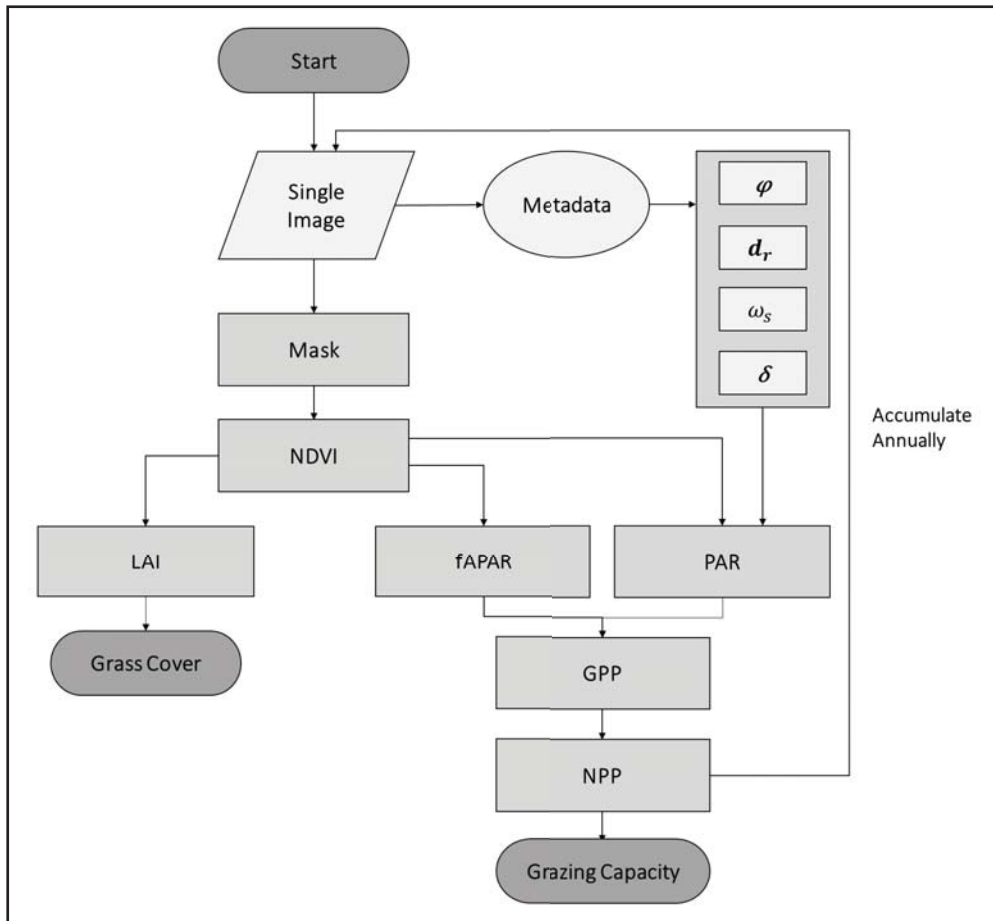 Start
Single
Image
Metadata
φ
d_r
ω_s
δ
Mask
NDVI
Accumulate
Annually
LAI
fAPAR
PAR
Grass Cover
GPP
NPP
Grazing Capacity